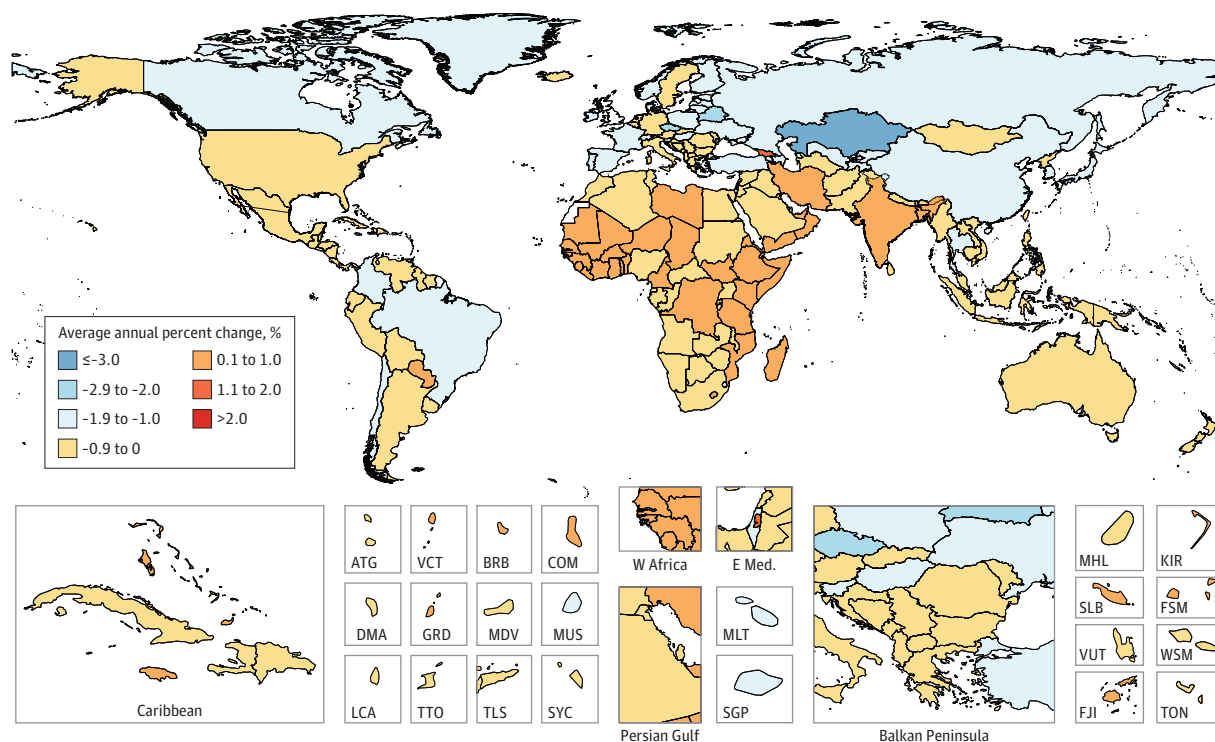 Average annual percent change, %
≤-3.0
-2.9 to -2.0
-1.9 to -1.0
-0.9 to 0
0.1 to 1.0
1.1 to 2.0
>2.0
Caribbean
ATG
VCT
BRB
COM
DMA
GRD
MDV
MUS
LCA
TTO
TLS
SYC
W Africa
E Med.
Persian Gulf
MLT
SGP
Balkan Peninsula
MHL
KIR
SLB
FSM
VUT
WSM
FJI
TON